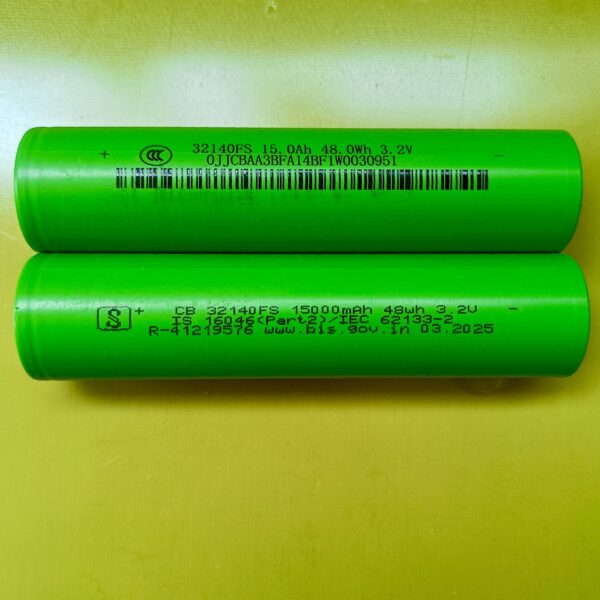 + CCC 32140FS 15.0Ah 48.0Wh 3.2V -
0JJCBAA3BFA14BF1W0030951
+ CB 32140FS 15000mAh 48wh 3.2V -
IS 16046(Part2)/IEC 62133-2
R-41219576 www.bis.gov.in 03.2025